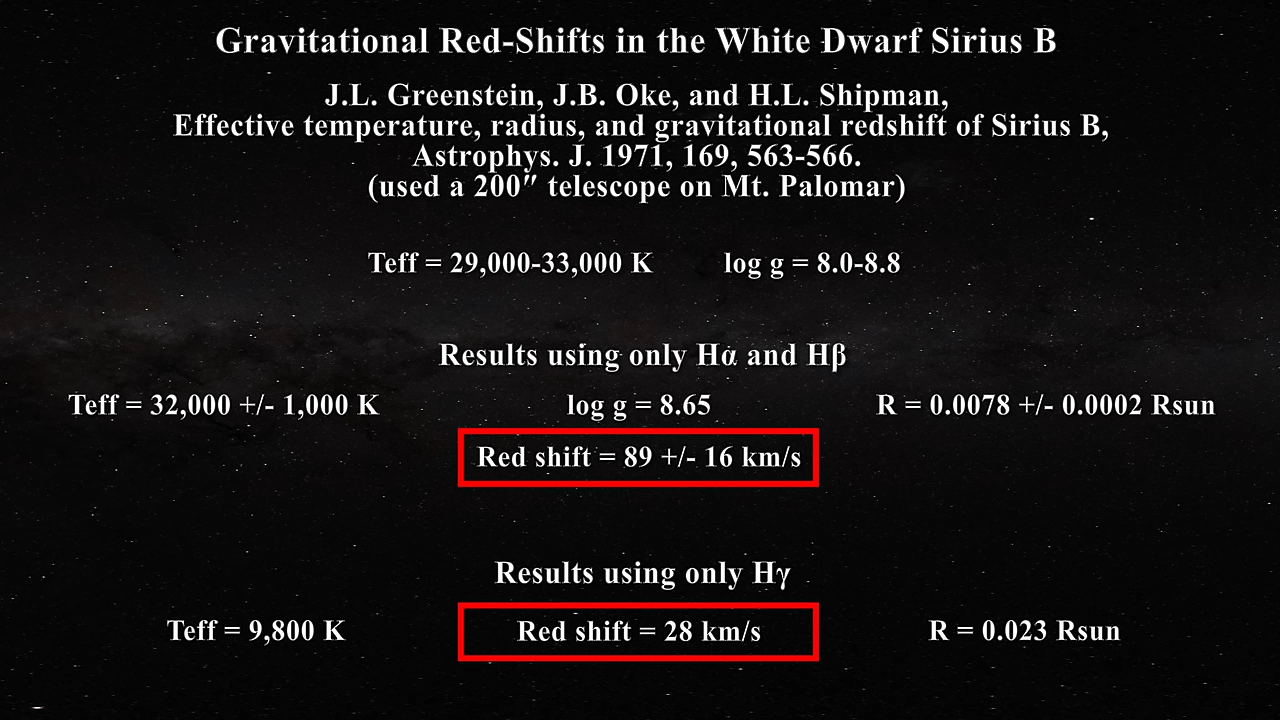 Gravitational Red-Shifts in the White Dwarf Sirius B
J.L. Greenstein, J.B. Oke, and H.L. Shipman,
Effective temperature, radius, and gravitational redshift of Sirius B,
Astrophys. J. 1971, 169, 563-566.
(used a 200″ telescope on Mt. Palomar)
Teff = 29,000-33,000 K log g = 8.0-8.8
Results using only Hα and Hβ
Teff = 32,000 +/- 1,000 K log g = 8.65 R = 0.0078 +/- 0.0002 Rsun
Red shift = 89 +/- 16 km/s
Results using only Hγ
Teff = 9,800 K Red shift = 28 km/s R = 0.023 Rsun